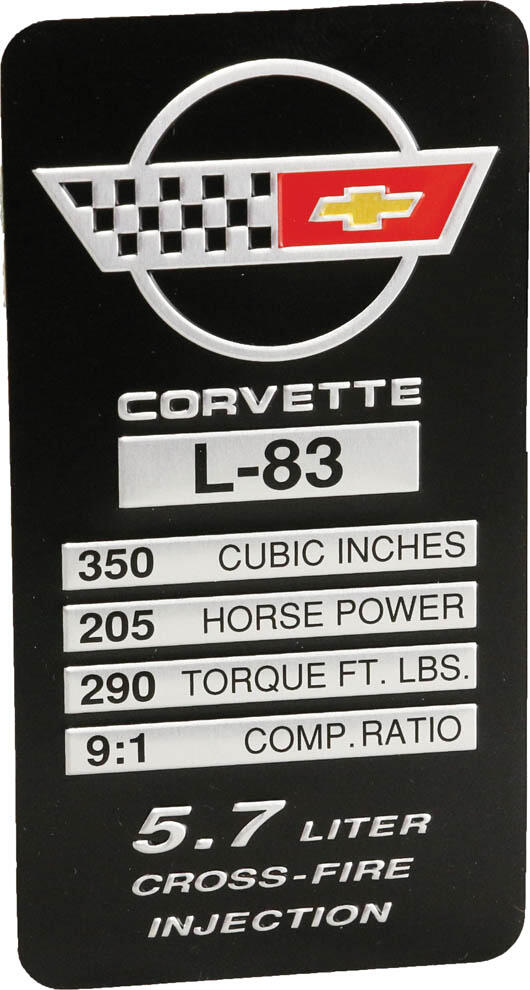 CORVETTE
L-83
350 CUBIC INCHES
205 HORSE POWER
290 TORQUE FT. LBS.
9:1 COMP. RATIO
5.7 LITER
CROSS-FIRE
INJECTION